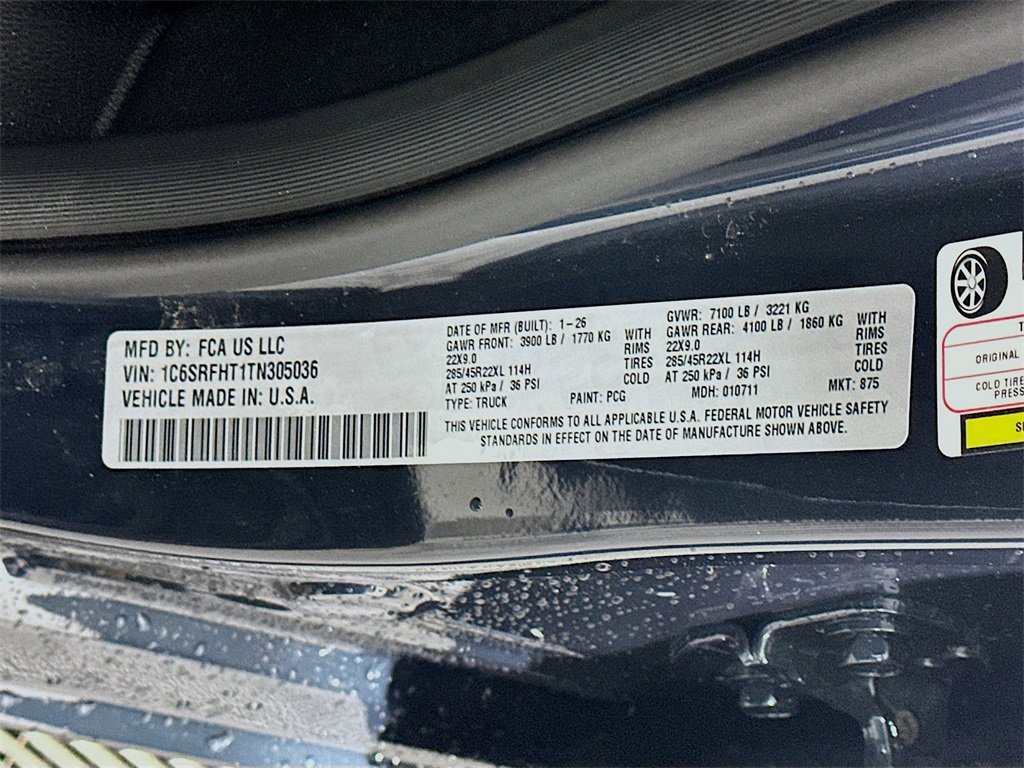 MFD BY: FCA US LLC
VIN: 1C6SRFHT1TN305036
VEHICLE MADE IN: U.S.A.
DATE OF MFR (BUILT): 1-26
GAWR FRONT: 3900 LB / 1770 KG WITH
22X9.0 RIMS
285/45R22XL 114H TIRES
AT 250 kPa / 36 PSI COLD
TYPE: TRUCK PAINT: PCG
GVWR: 7100 LB / 3221 KG
GAWR REAR: 4100 LB / 1860 KG WITH
22X9.0 RIMS
285/45R22XL 114H TIRES
AT 250 kPa / 36 PSI COLD
MDH: 010711 MKT: 875
THIS VEHICLE CONFORMS TO ALL APPLICABLE U.S.A. FEDERAL MOTOR VEHICLE SAFETY
STANDARDS IN EFFECT ON THE DATE OF MANUFACTURE SHOWN ABOVE.
ORIGINAL
COLD TIRE
PRESS